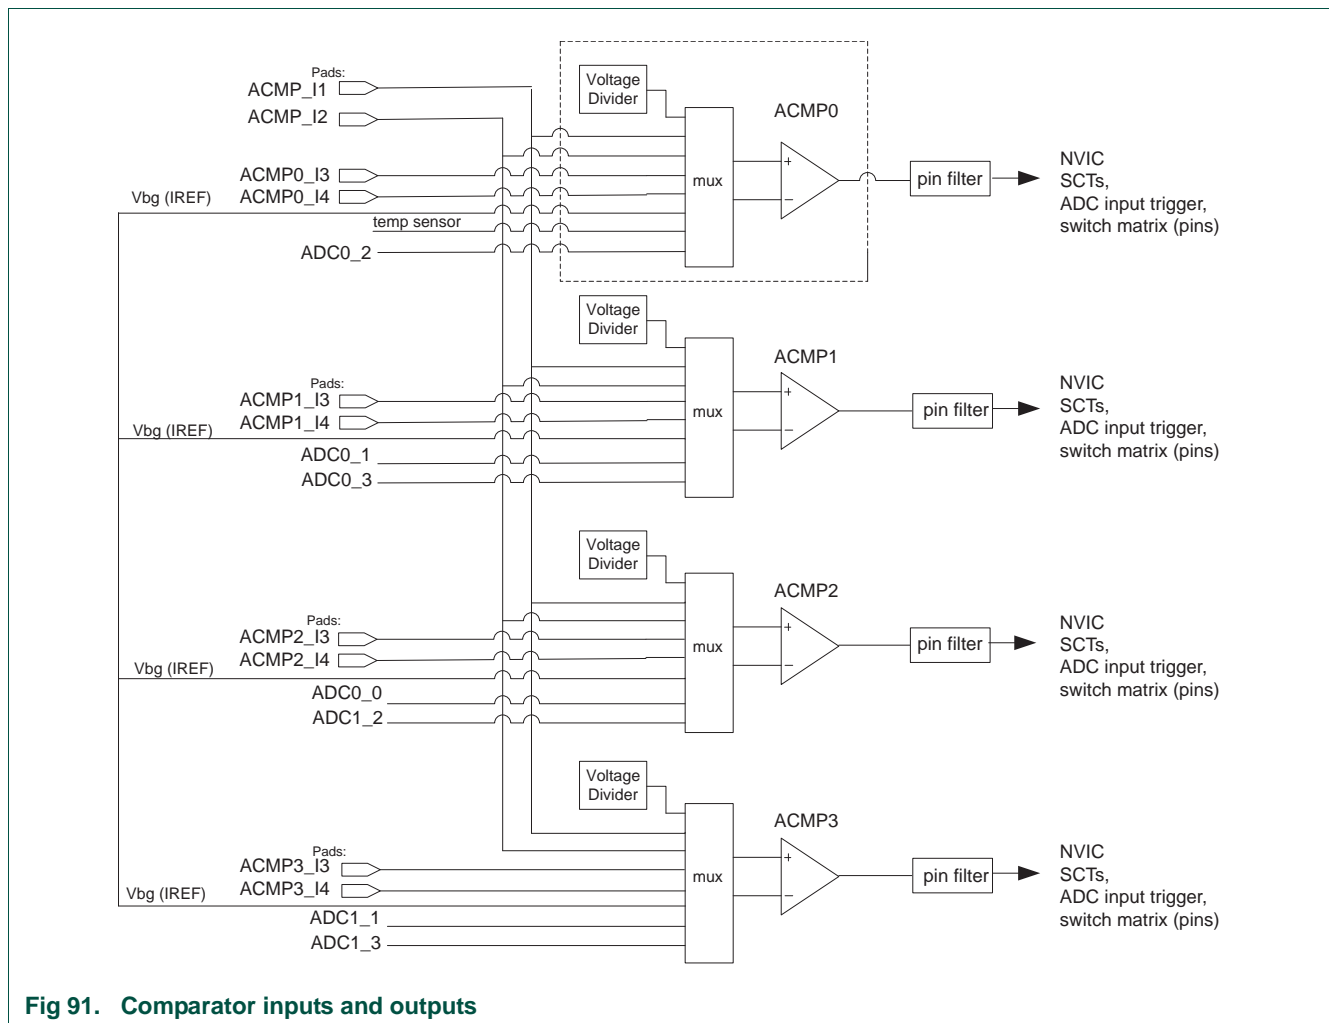 Pads:
ACMP_I1
ACMP_I2
Voltage
Divider
ACMP0
ACMP0_I3
ACMP0_I4
Vbg (IREF)
temp sensor
ADC0_2
mux
+
−
pin filter
NVIC
SCTs,
ADC input trigger,
switch matrix (pins)
Voltage
Divider
ACMP1
Pads:
ACMP1_I3
ACMP1_I4
Vbg (IREF)
ADC0_1
ADC0_3
mux
+
−
pin filter
NVIC
SCTs,
ADC input trigger,
switch matrix (pins)
Voltage
Divider
ACMP2
Pads:
ACMP2_I3
ACMP2_I4
Vbg (IREF)
ADC0_0
ADC1_2
mux
+
−
pin filter
NVIC
SCTs,
ADC input trigger,
switch matrix (pins)
Voltage
Divider
ACMP3
Pads:
ACMP3_I3
ACMP3_I4
Vbg (IREF)
ADC1_1
ADC1_3
mux
+
−
pin filter
NVIC
SCTs,
ADC input trigger,
switch matrix (pins)
Fig 91. Comparator inputs and outputs